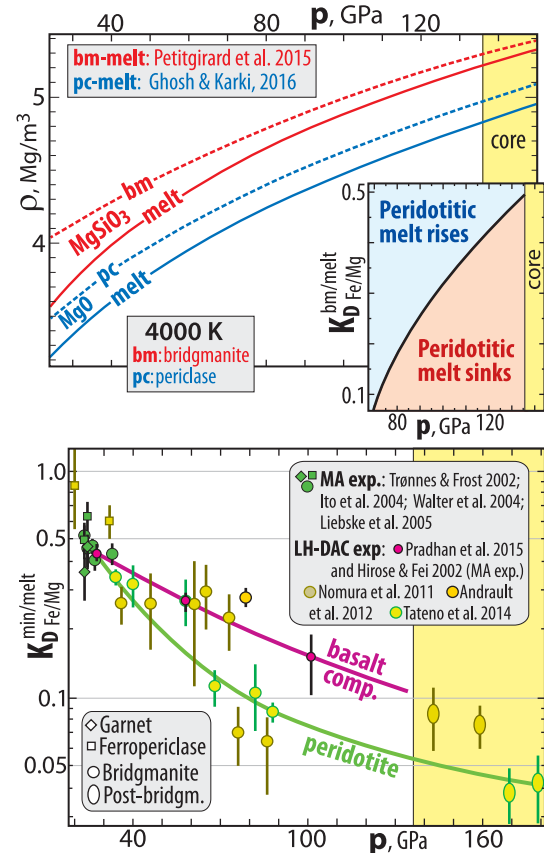 40 80 120 p, GPa
bm-melt: Petitgirard et al. 2015
pc-melt: Ghosh & Karki, 2016
5
core
ρ, Mg/m³
bm
MgSiO₃ melt
4
pc
MgO melt
4000 K
bm: bridgmanite
pc: periclase
0.5
Peridotitic
melt rises
K_D Fe/Mg bm/melt
core
Peridotitic
melt sinks
0.1
80 p, GPa 120
1.0
MA exp.: Trønnes & Frost 2002;
Ito et al. 2004; Walter et al. 2004;
Liebske et al. 2005
LH-DAC exp: Pradhan et al. 2015
and Hirose & Fei 2002 (MA exp.)
Nomura et al. 2011 Andrault
et al. 2012 Tateno et al. 2014
0.5
K_D Fe/Mg min/melt
basalt
comp.
0.1
Garnet
Ferropericlase
Bridgmanite
Post-bridgm.
peridotite
0.05
40 100 p, GPa 160